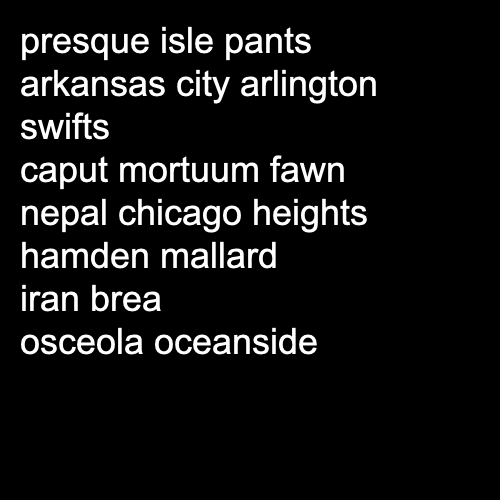 presque isle pants
arkansas city arlington
swifts
caput mortuum fawn
nepal chicago heights
hamden mallard
iran brea
osceola oceanside